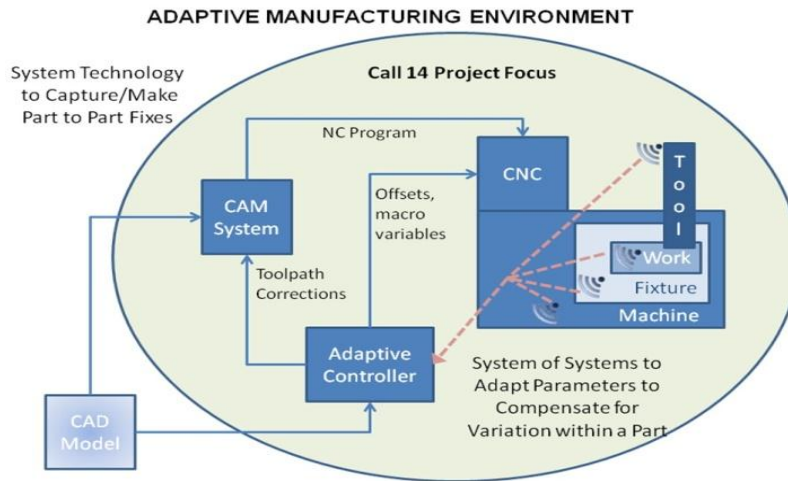 ADAPTIVE MANUFACTURING ENVIRONMENT
System Technology
to Capture/Make
Part to Part Fixes
Call 14 Project Focus
NC Program
CNC
Tool
CAM
System
Offsets,
macro
variables
Work
Fixture
Machine
Toolpath
Corrections
Adaptive
Controller
System of Systems to
Adapt Parameters to
Compensate for
Variation within a Part
CAD
Model